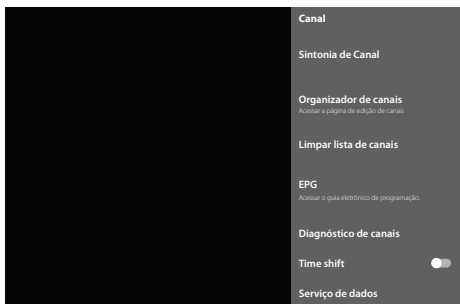 Canal
Sintonia de Canal
Organizador de canais
Acessar a página de edição de canais
Limpar lista de canais
EPG
Acessar o guia eletrônico de programação.
Diagnóstico de canais
Time shift
Serviço de dados